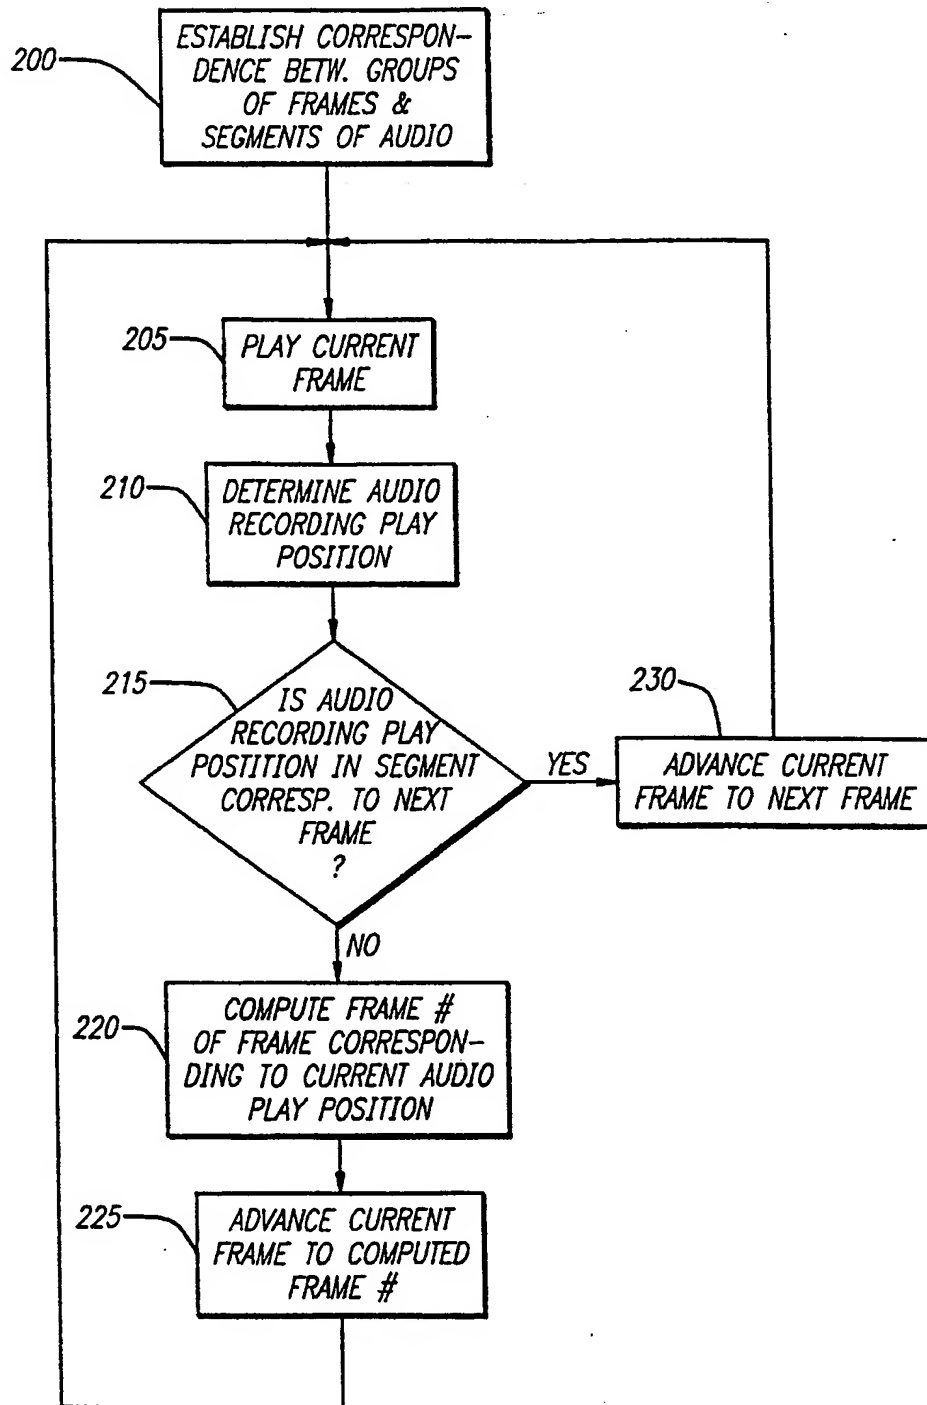 200
ESTABLISH CORRESPON-
DENCE BETW. GROUPS
OF FRAMES &
SEGMENTS OF AUDIO
205
PLAY CURRENT
FRAME
210
DETERMINE AUDIO
RECORDING PLAY
POSITION
215
IS AUDIO
RECORDING PLAY
POSTITION IN SEGMENT
CORRESP. TO NEXT
FRAME
?
YES
230
ADVANCE CURRENT
FRAME TO NEXT FRAME
NO
220
COMPUTE FRAME #
OF FRAME CORRESPON-
DING TO CURRENT AUDIO
PLAY POSITION
225
ADVANCE CURRENT
FRAME TO COMPUTED
FRAME #